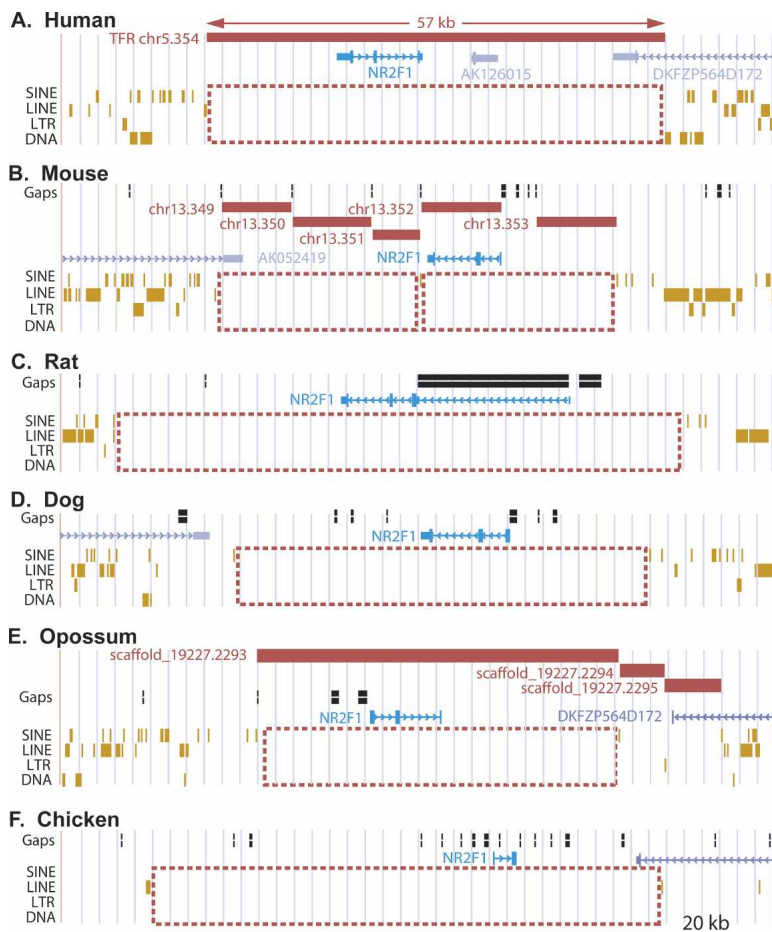 A. Human
57 kb
TFR chr5.354
NR2F1
AK126015
DKFZP564D172
SINE
LINE
LTR
DNA
B. Mouse
Gaps
chr13.349
chr13.352
chr13.350
chr13.353
chr13.351
AK052419
NR2F1
SINE
LINE
LTR
DNA
C. Rat
Gaps
NR2F1
SINE
LINE
LTR
DNA
D. Dog
Gaps
NR2F1
SINE
LINE
LTR
DNA
E. Opossum
scaffold_19227.2293
scaffold_19227.2294
scaffold_19227.2295
Gaps
NR2F1
DKFZP564D172
SINE
LINE
LTR
DNA
F. Chicken
Gaps
NR2F1
SINE
LINE
LTR
DNA
20 kb